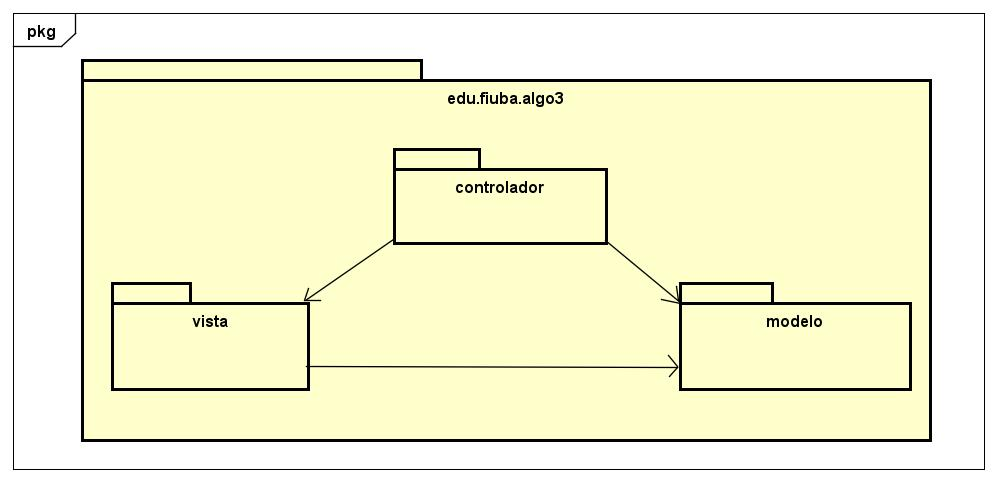 pkg
edu.fiuba.algo3
controlador
vista
modelo